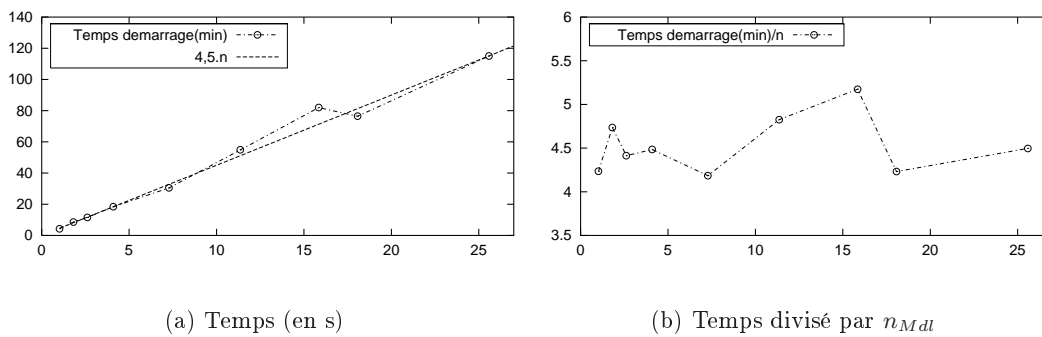 140
120
100
80
60
40
20
0
0 5 10 15 20 25
Temps demarrage(min)
4,5.n
(a) Temps (en s)
6
5.5
5
4.5
4
3.5
0 5 10 15 20 25
Temps demarrage(min)/n
(b) Temps divisé par n_{Mdl}